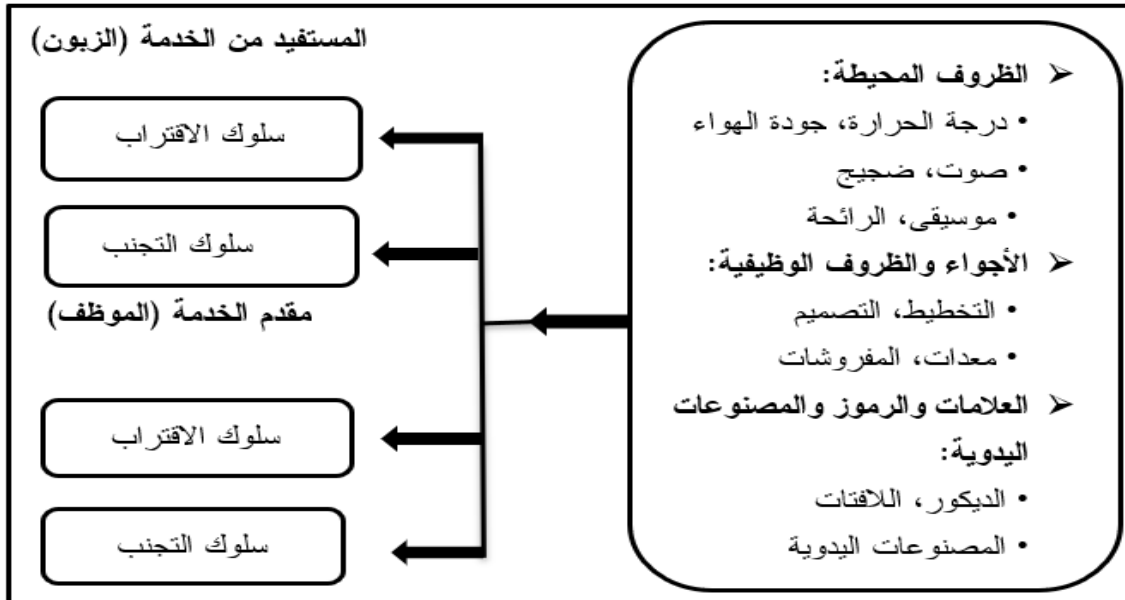 الظروف المحيطة:
• درجة الحرارة، جودة الهواء
• صوت، ضجيج
• موسيقى، الرائحة
الأجواء والظروف الوظيفية:
• التخطيط، التصميم
• معدات، المفروشات
العلامات والرموز والمصنوعات
اليدوية:
• الديكور، اللافتات
• المصنوعات اليدوية
المستفيد من الخدمة (الزبون)
سلوك الاقتراب
سلوك التجنب
مقدم الخدمة (الموظف)
سلوك الاقتراب
سلوك التجنب